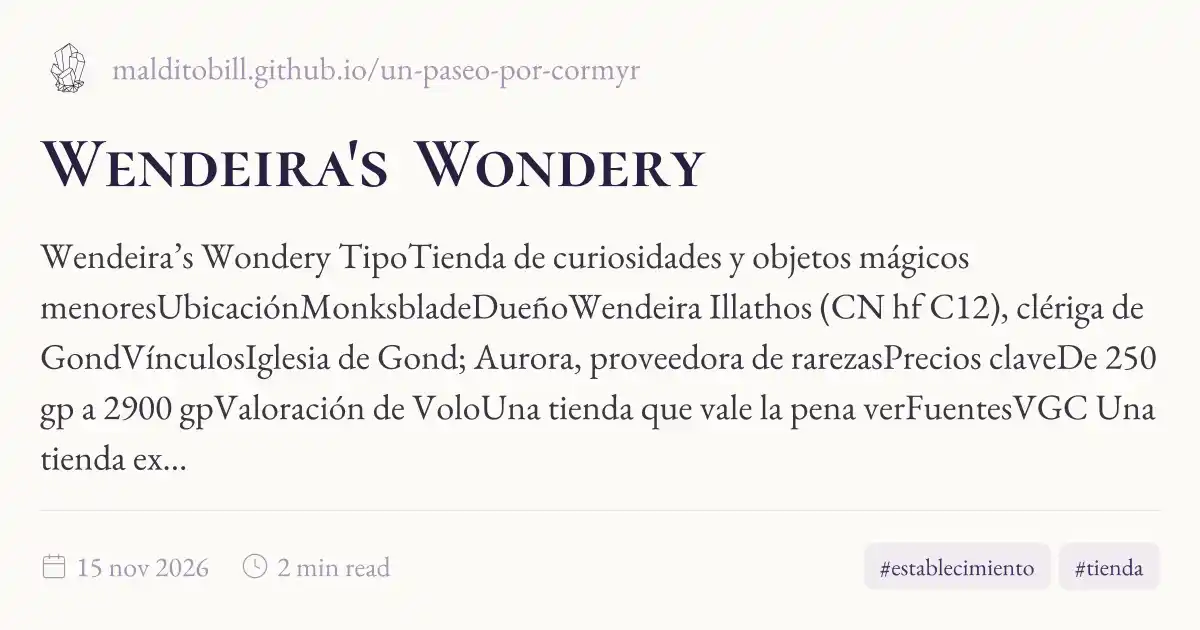 malditobill.github.io/un-paseo-por-cormyr
Wendeira's Wondery
Wendeira’s Wondery TipoTienda de curiosidades y objetos mágicos
menoresUbicaciónMonksbladeDueñoWendeira Illathos (CN hf C12), clériga de
GondVínculosIglesia de Gond; Aurora, proveedora de rarezasPrecios claveDe 250
gp a 2900 gpValoración de VoloUna tienda que vale la pena verFuentesVGC Una
tienda ex...
15 nov 2026 2 min read #establecimiento #tienda